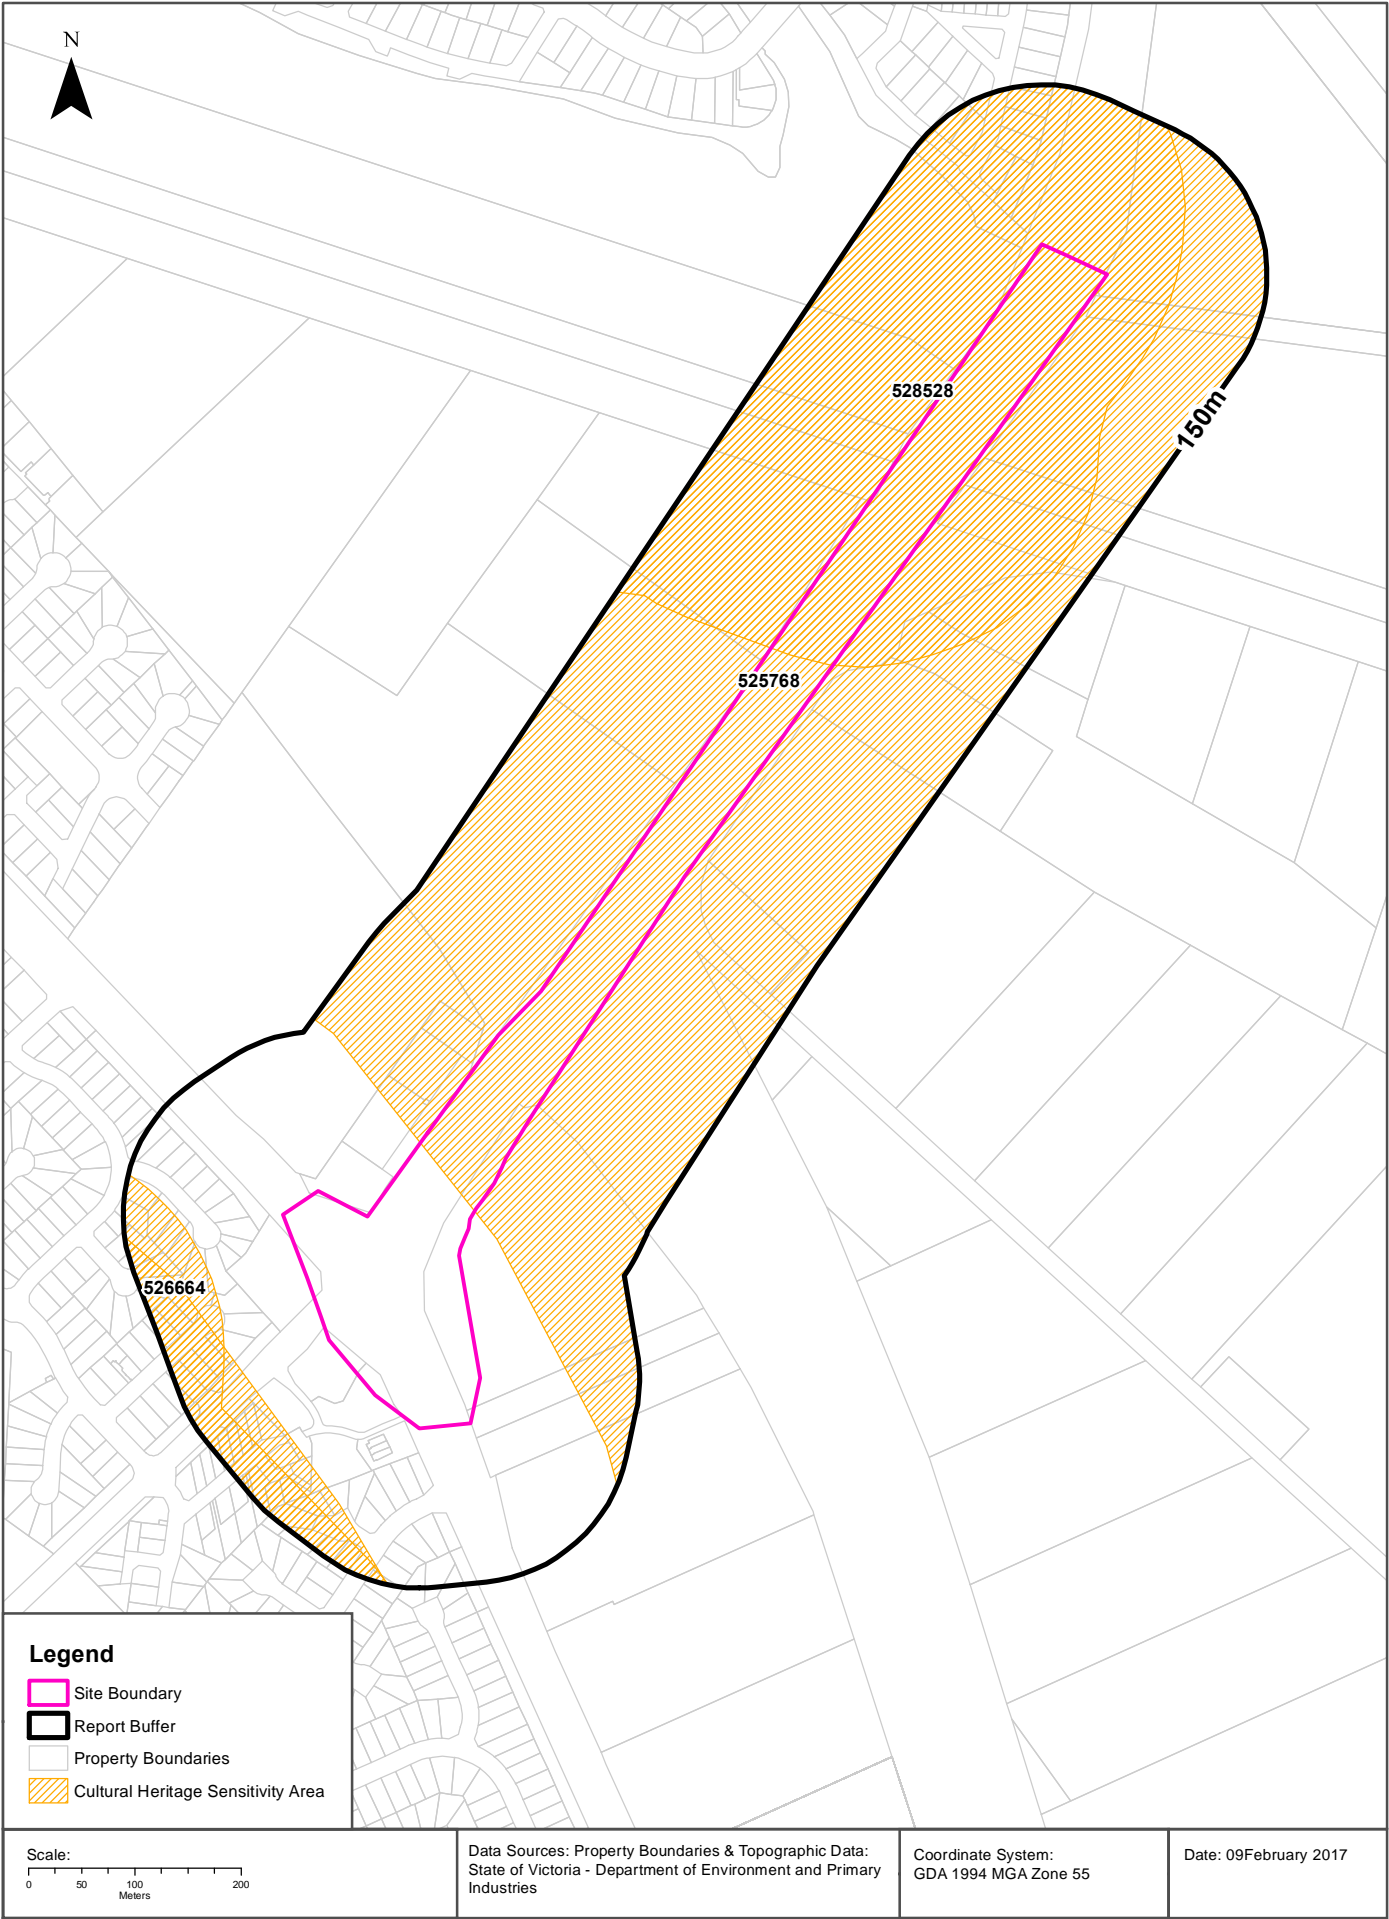 N
528528
150m
525768
526664
Legend
Site Boundary
Report Buffer
Property Boundaries
Cultural Heritage Sensitivity Area
Scale:
0 50 100 200
Meters
Data Sources: Property Boundaries & Topographic Data:
State of Victoria - Department of Environment and Primary
Industries
Coordinate System:
GDA 1994 MGA Zone 55
Date: 09February 2017